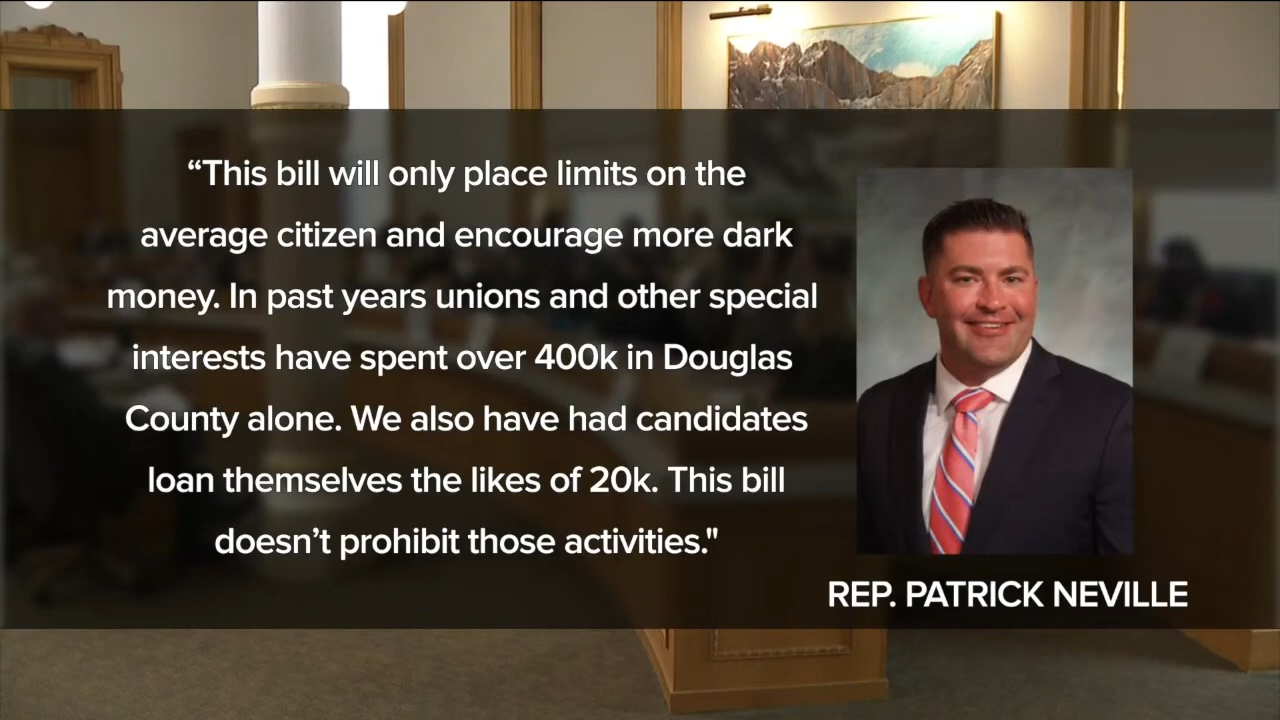 “This bill will only place limits on the
average citizen and encourage more dark
money. In past years unions and other special
interests have spent over 400k in Douglas
County alone. We also have had candidates
loan themselves the likes of 20k. This bill
doesn’t prohibit those activities."
REP. PATRICK NEVILLE